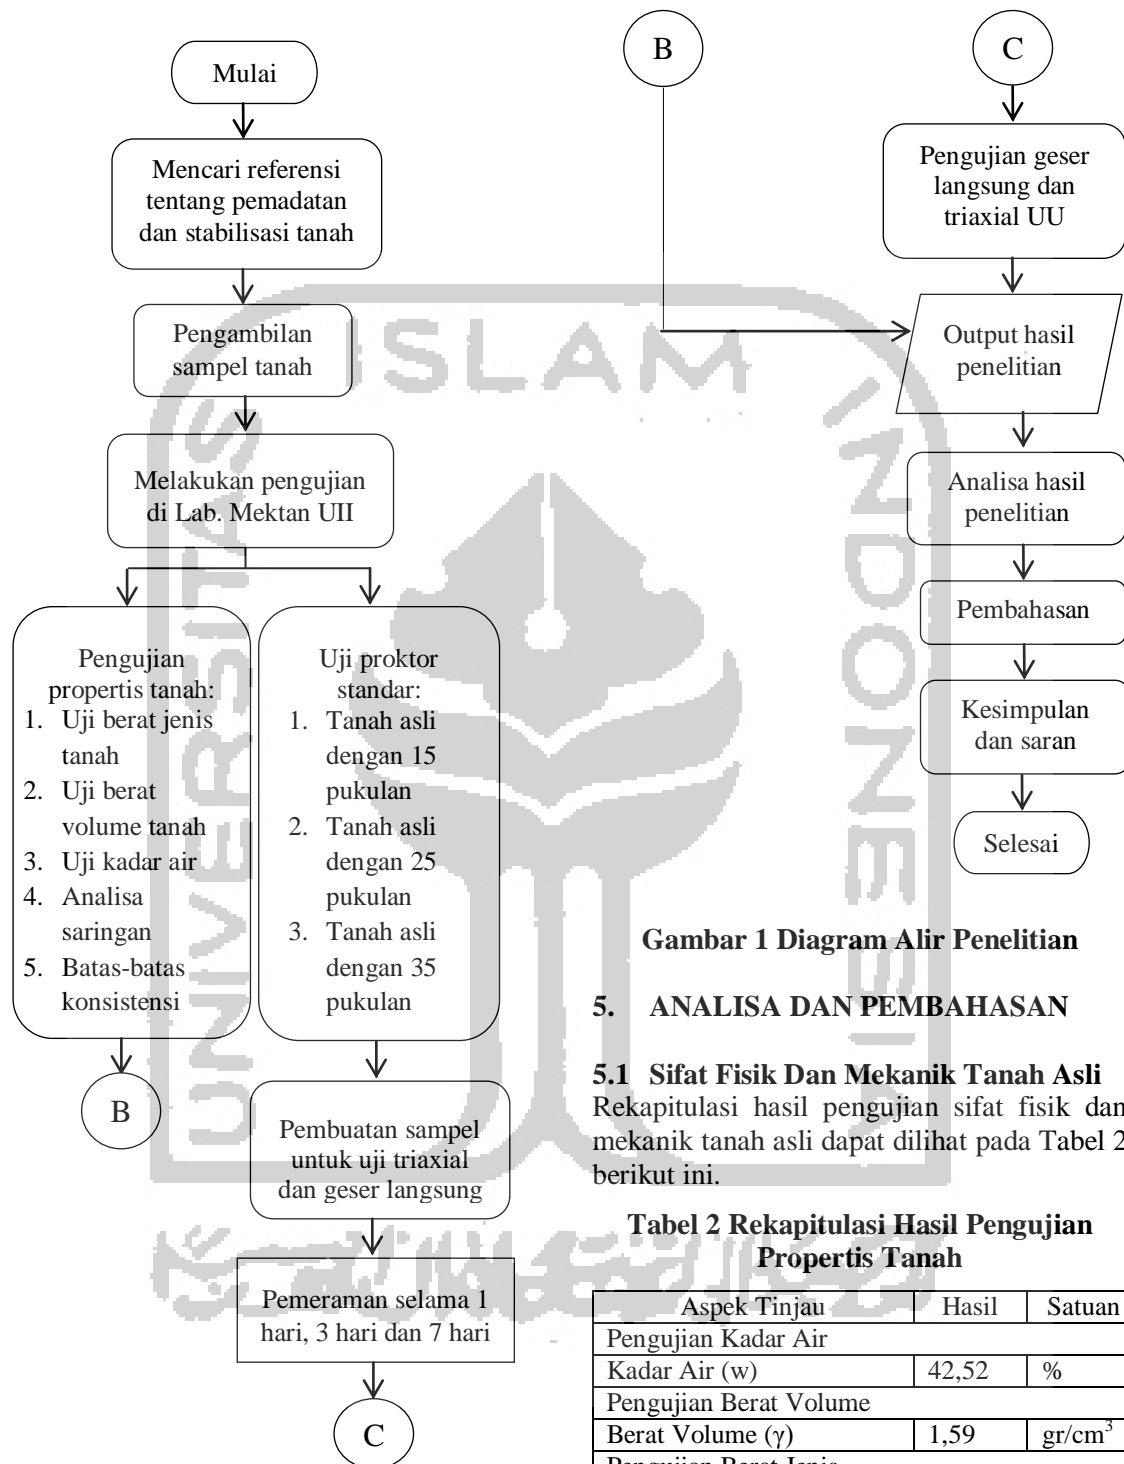 Mulai
Mencari referensi
tentang pemadatan
dan stabilisasi tanah
Pengambilan
sampel tanah
Melakukan pengujian
di Lab. Mektan UII
Pengujian
propertis tanah:
1. Uji berat jenis
tanah
2. Uji berat
volume tanah
3. Uji kadar air
4. Analisa
saringan
5. Batas-batas
konsistensi
B
Uji proktor
standar:
1. Tanah asli
dengan 15
pukulan
2. Tanah asli
dengan 25
pukulan
3. Tanah asli
dengan 35
pukulan
Pembuatan sampel
untuk uji triaxial
dan geser langsung
Pemeraman selama 1
hari, 3 hari dan 7 hari
C
B
C
Pengujian geser
langsung dan
triaxial UU
Output hasil
penelitian
Analisa hasil
penelitian
Pembahasan
Kesimpulan
dan saran
Selesai
Gambar 1 Diagram Alir Penelitian
5. ANALISA DAN PEMBAHASAN
5.1 Sifat Fisik Dan Mekanik Tanah Asli
Rekapitulasi hasil pengujian sifat fisik dan
mekanik tanah asli dapat dilihat pada Tabel 2
berikut ini.
Tabel 2 Rekapitulasi Hasil Pengujian
Propertis Tanah
Aspek Tinjau Hasil Satuan
Pengujian Kadar Air
Kadar Air (w) 42,52 %
Pengujian Berat Volume
Berat Volume (γ) 1,59 gr/cm³
Pengujian Berat Jenis
UNIVERSITAS
ISLAM
INDONESIA